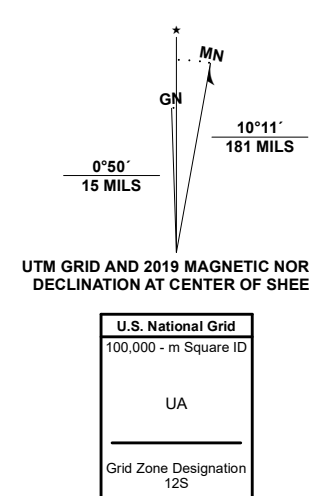 ★
MN
GN
10°11´
181 MILS
0°50´
15 MILS
UTM GRID AND 2019 MAGNETIC NOR
DECLINATION AT CENTER OF SHEE
U.S. National Grid
100,000 - m Square ID
UA
Grid Zone Designation
12S